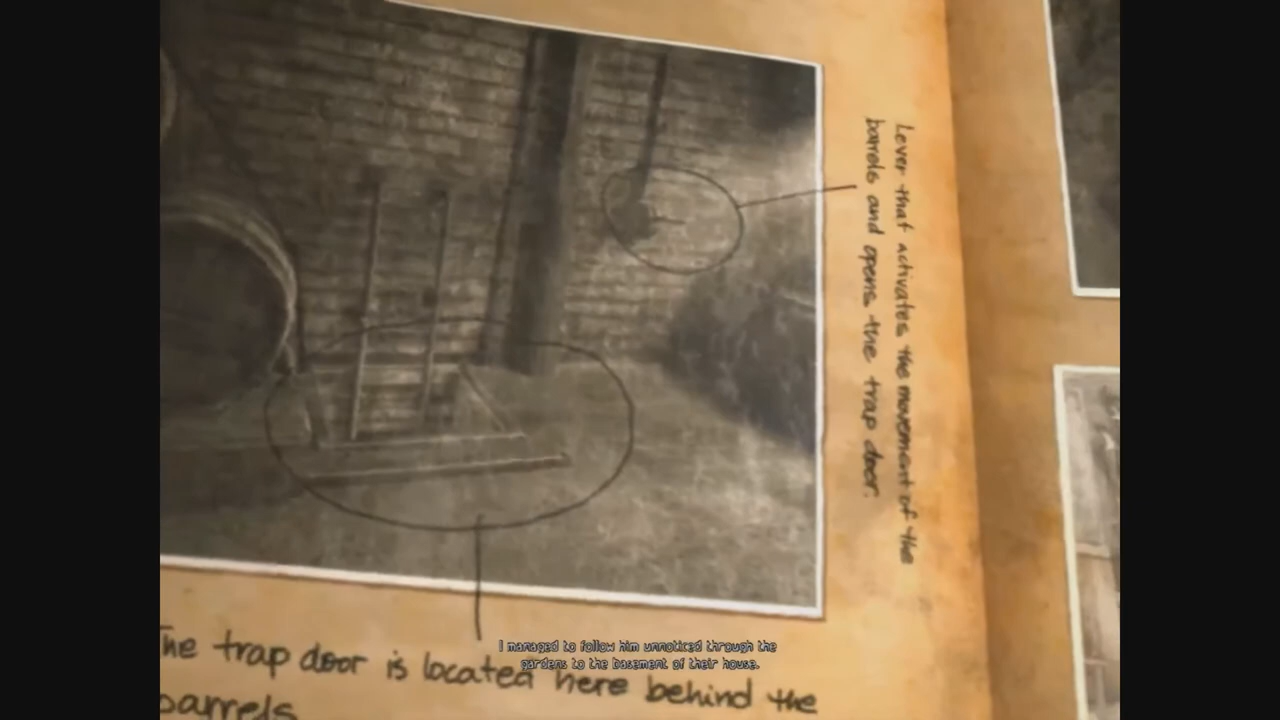 Lever that activates the movement of the
barrels and opens the trap door.
The trap door is located here behind the
barrels
I managed to follow him unnoticed through the
gardens to the basement of their house.